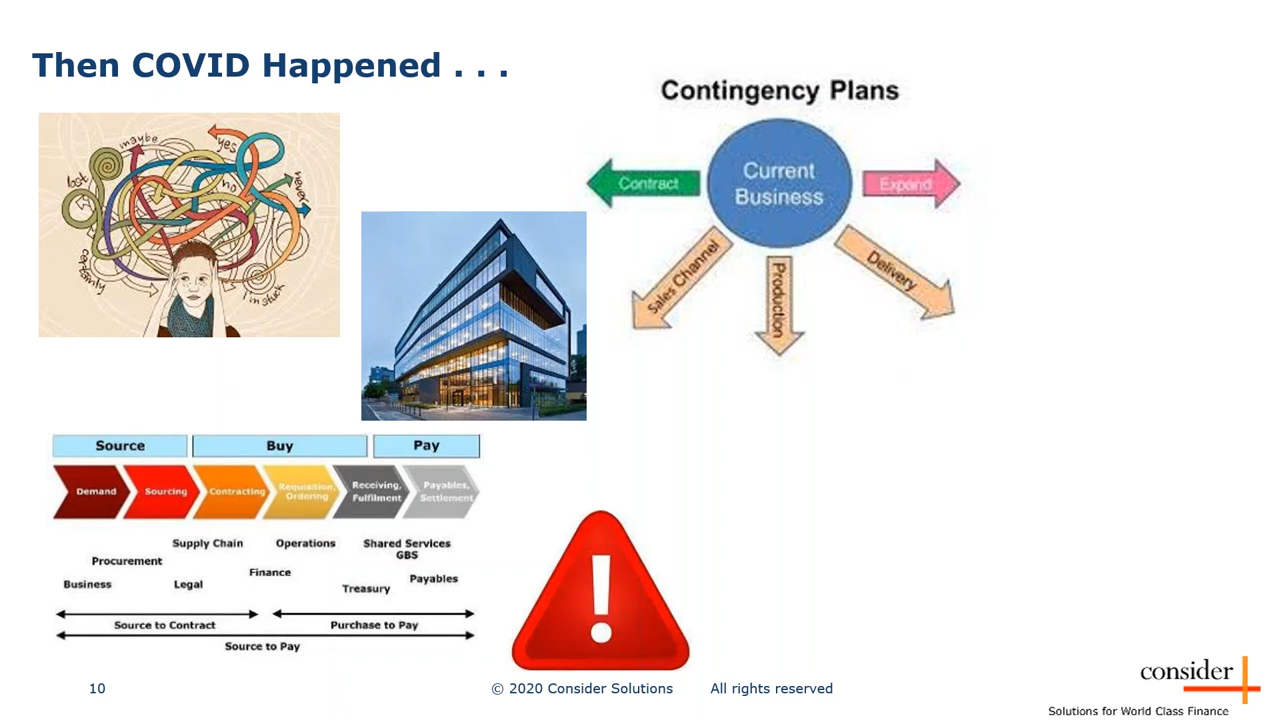 Then COVID Happened . . .
maybe
yes
lost
no
never
certainly
I'm stuck
Contingency Plans
Current
Business
Contract
Expand
Sales Channel
Production
Delivery
Source
Buy
Pay
Demand
Sourcing
Contracting
Requisition,
Ordering
Receiving,
Fulfilment
Payables,
Settlement
Supply Chain
Operations
Shared Services
GBS
Procurement
Finance
Business
Legal
Treasury
Payables
Source to Contract
Purchase to Pay
Source to Pay
!
10
© 2020 Consider Solutions
All rights reserved
consider
Solutions for World Class Finance